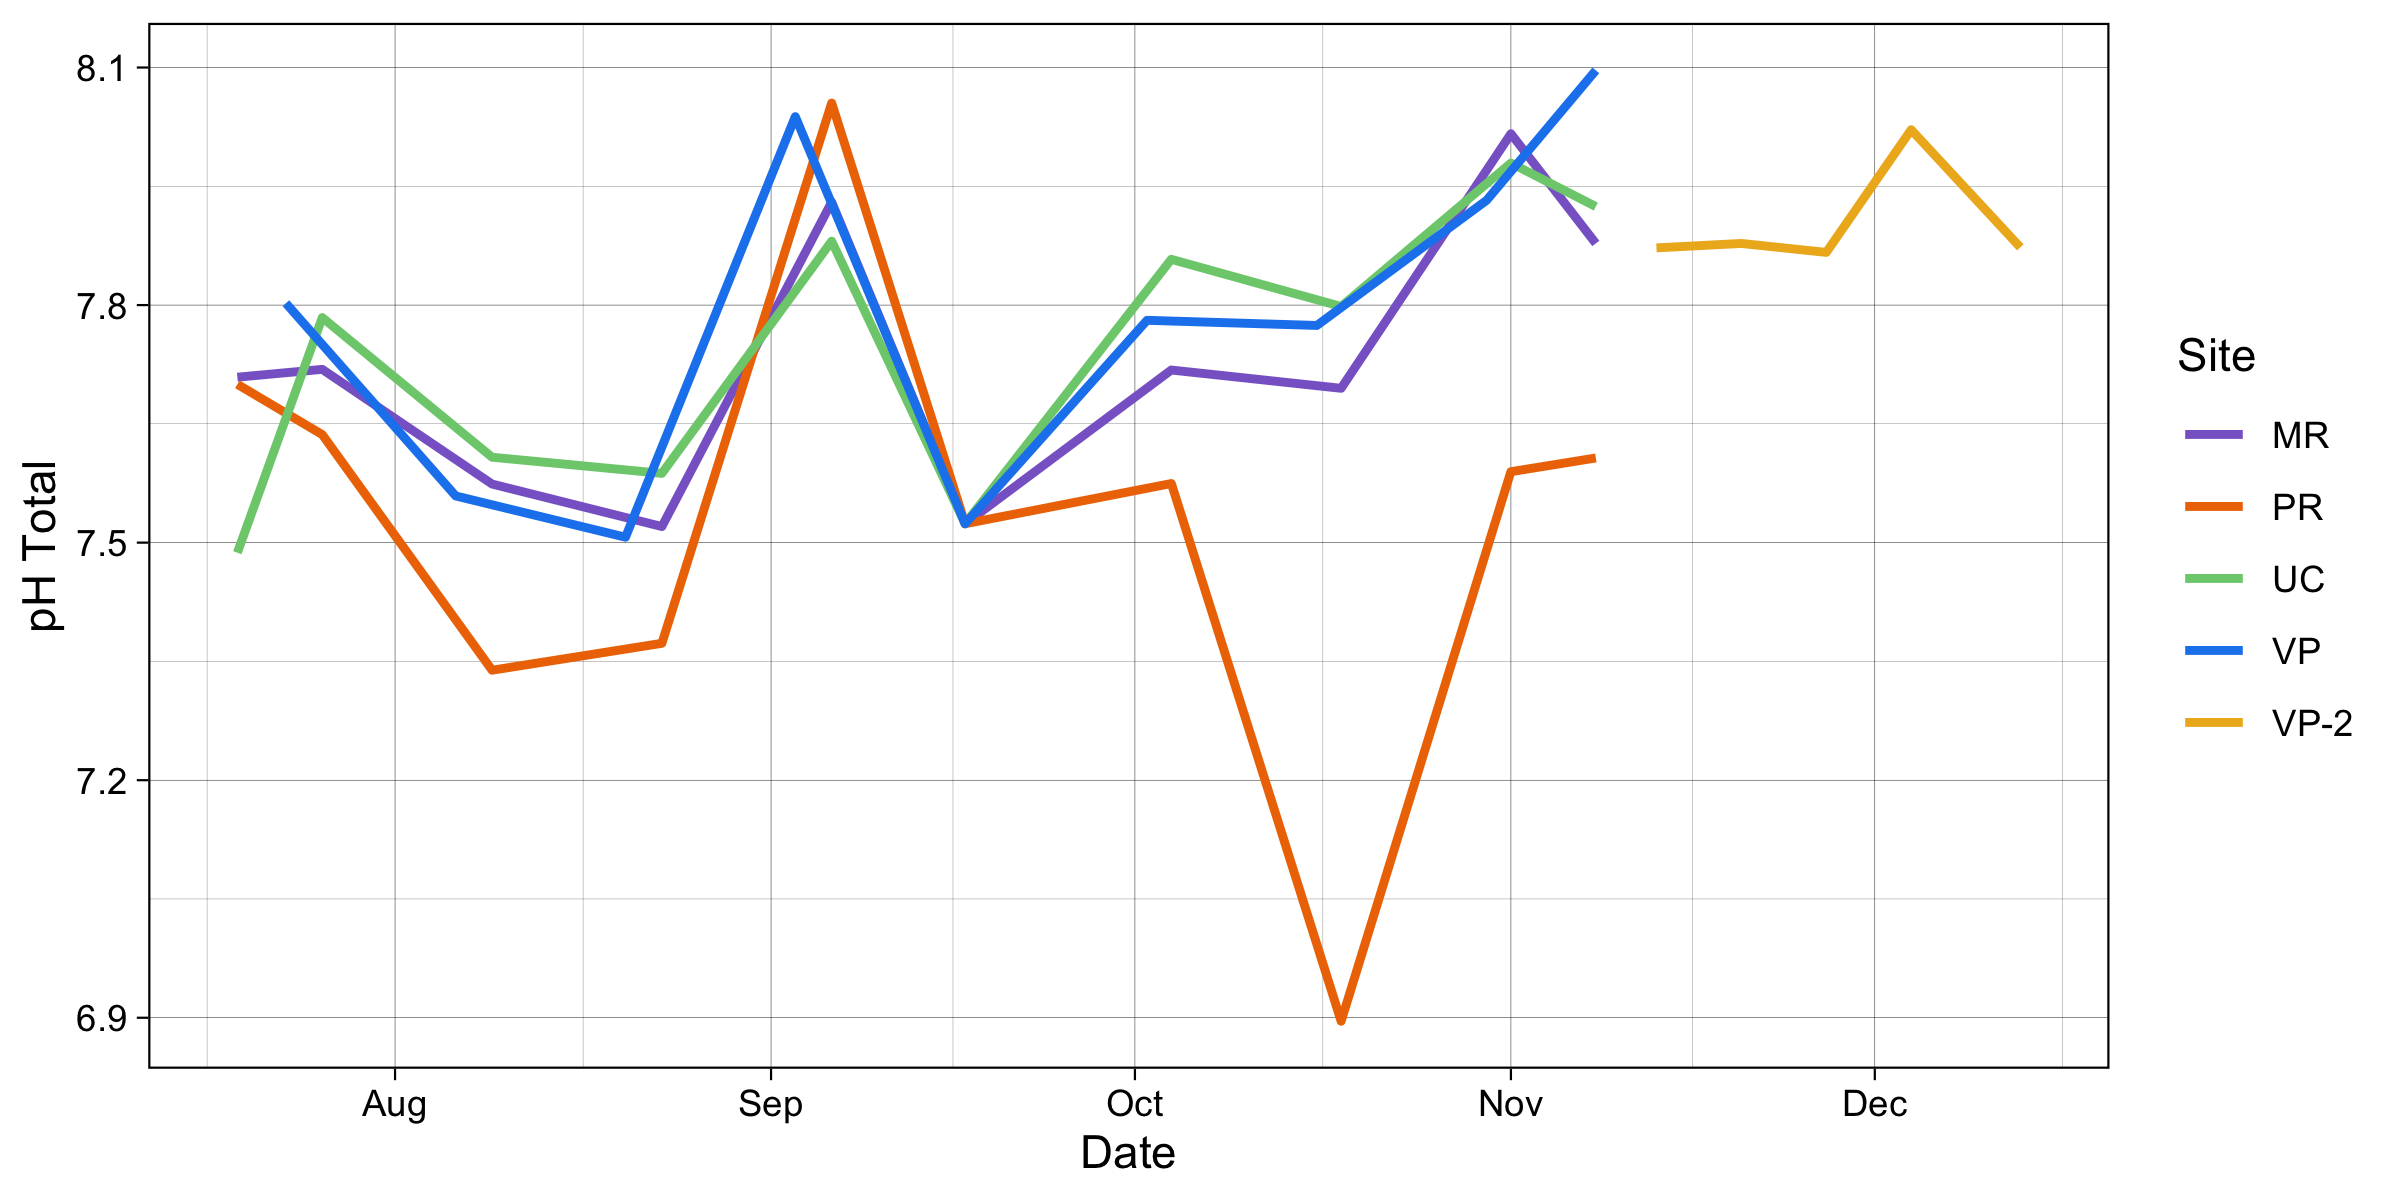 8.1
7.8
7.5
7.2
6.9
pH Total
Aug Sep Oct Nov Dec
Date
Site
MR
PR
UC
VP
VP-2